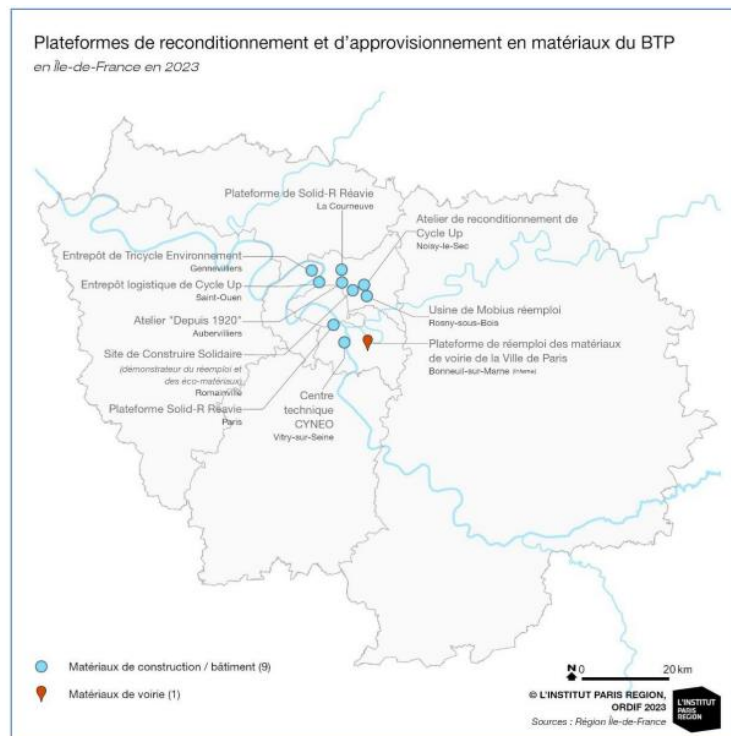 Plateformes de reconditionnement et d'approvisionnement en matériaux du BTP
en Île-de-France en 2023
Plateforme de Solid-R Réavie
La Courneuve
Atelier de reconditionnement de
Cycle Up
Noisy-le-Sec
Entrepôt de Tricycle Environnement
Gennevilliers
Entrepôt logistique de Cycle Up
Saint-Ouen
Usine de Mobius réemploi
Rosny-sous-Bois
Atelier "Depuis 1920"
Aubervilliers
Plateforme de réemploi des matériaux
de voirie de la Ville de Paris
Bonneuil-sur-Marne (interne)
Site de Construire Solidaire
(démonstrateur du réemploi et
des éco-matériaux)
Romainville
Plateforme Solid-R Réavie
Paris
Centre
technique
CYNEO
Vitry-sur-Seine
Matériaux de construction / bâtiment (9)
Matériaux de voirie (1)
N 0 20 km
© L'INSTITUT PARIS REGION,
ORDIF 2023
Sources : Région Île-de-France
L'INSTITUT
PARIS
REGION